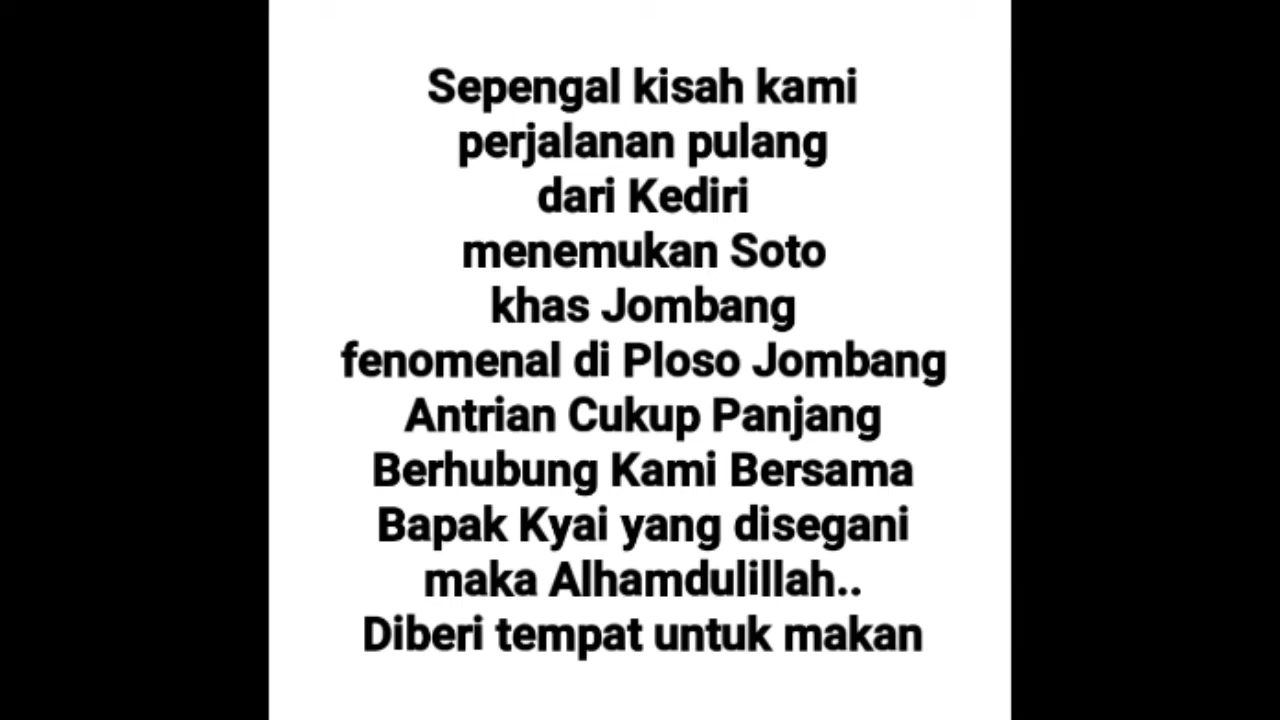 Sepengal kisah kami
perjalanan pulang
dari Kediri
menemukan Soto
khas Jombang
fenomenal di Ploso Jombang
Antrian Cukup Panjang
Berhubung Kami Bersama
Bapak Kyai yang disegani
maka Alhamdulillah..
Diberi tempat untuk makan